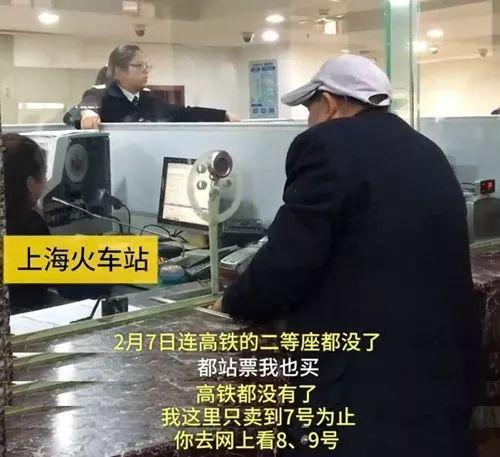 上海火车站
2月7日连高铁的二等座都没了
都站票我也买
高铁都没有了
我这里只卖到7号为止
你去网上看8、9号